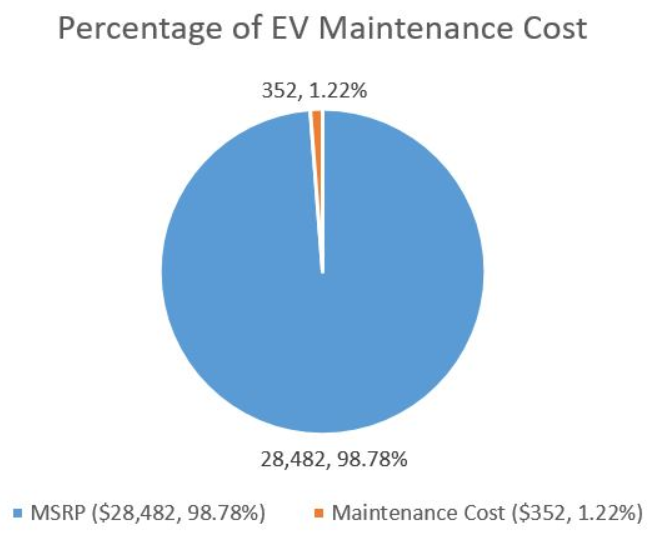 Percentage of EV Maintenance Cost
352, 1.22%
28,482, 98.78%
MSRP ($28,482, 98.78%)
Maintenance Cost ($352, 1.22%)